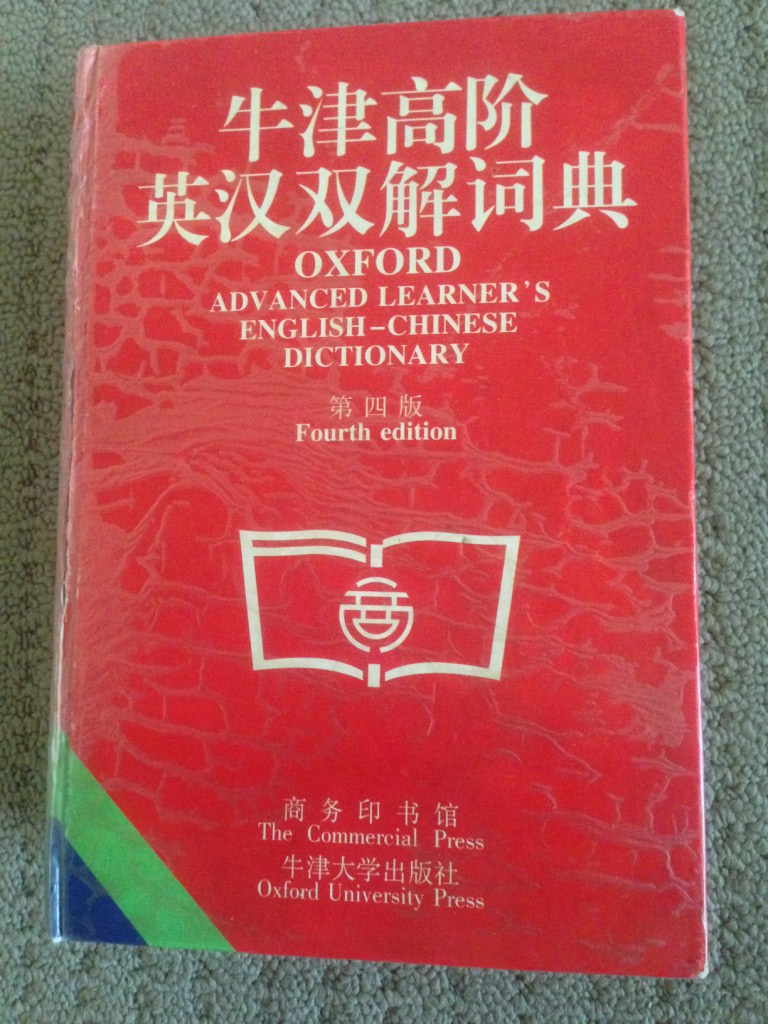 牛津高阶
英汉双解词典
OXFORD
ADVANCED LEARNER'S
ENGLISH-CHINESE
DICTIONARY
第四版
Fourth edition
商务印书馆
The Commercial Press
牛津大学出版社
Oxford University Press